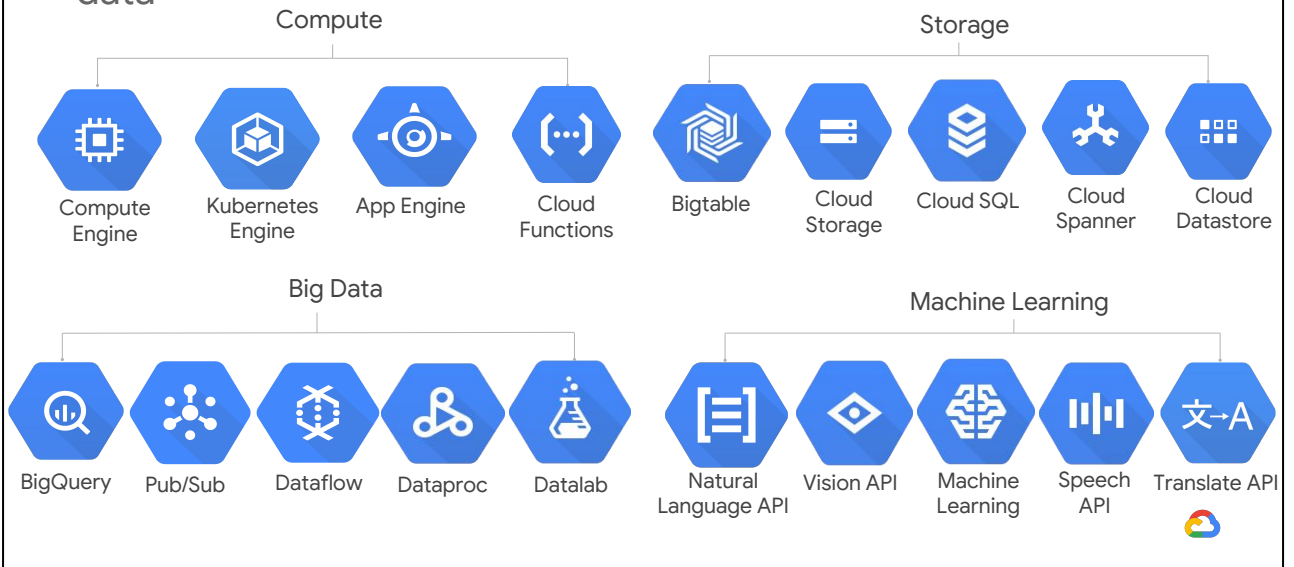 data
Compute
Storage
Compute
Engine
Kubernetes
Engine
App Engine
Cloud
Functions
Bigtable
Cloud
Storage
Cloud SQL
Cloud
Spanner
Cloud
Datastore
Big Data
Machine Learning
文→A
BigQuery
Pub/Sub
Dataflow
Dataproc
Datalab
Natural
Language API
Vision API
Machine
Learning
Speech
API
Translate API